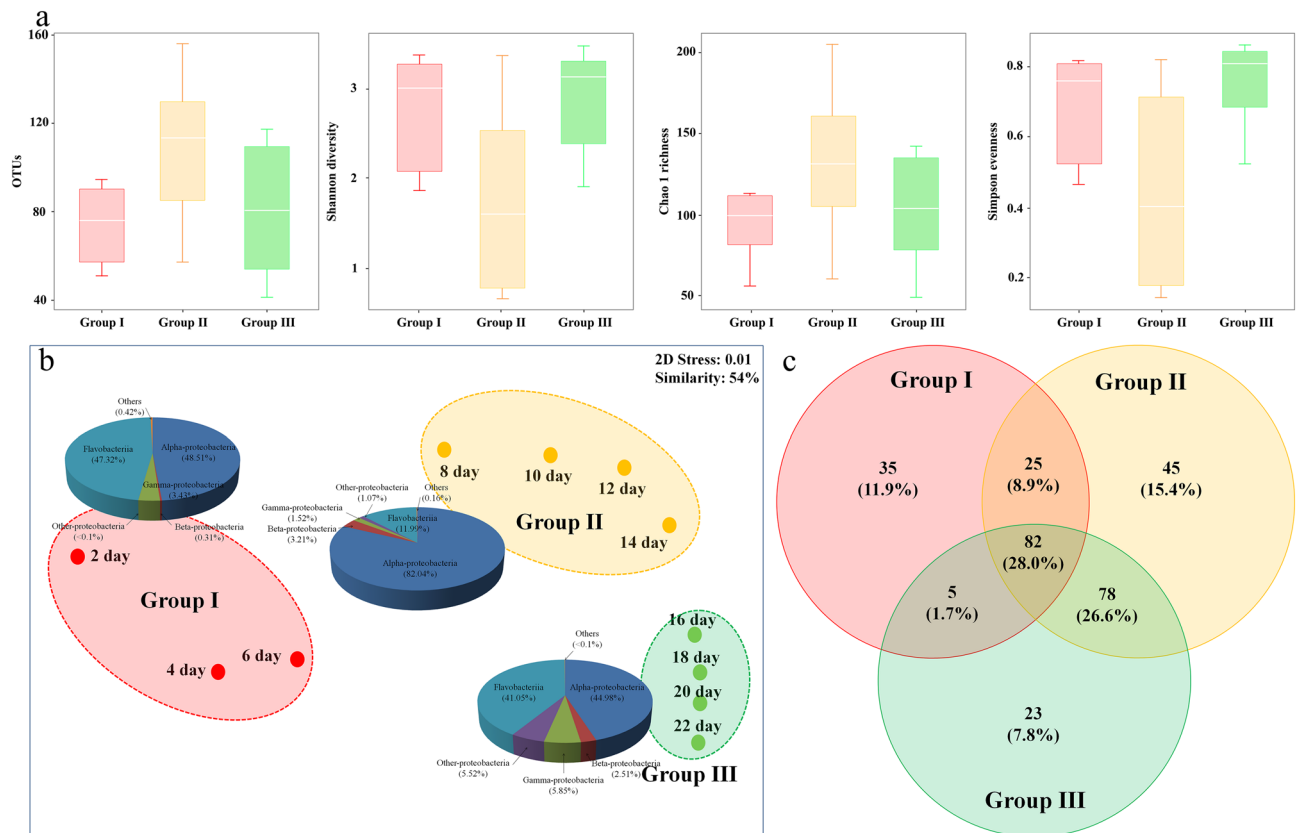 a
160
120
80
40
OTUs
Group I
Group II
Group III
3
2
1
Shannon diversity
Group I
Group II
Group III
200
150
100
50
Chao 1 richness
Group I
Group II
Group III
0.8
0.6
0.4
0.2
Simpson evenness
Group I
Group II
Group III
b
2D Stress: 0.01
Similarity: 54%
Others
(0.42%)
Flavobacteriia
(47.32%)
Alpha-proteobacteria
(48.51%)
Gamma-proteobacteria
(3.43%)
Other-proteobacteria
(<0.1%)
Beta-proteobacteria
(0.31%)
2 day
Group I
4 day
6 day
8 day
10 day
12 day
14 day
Group II
Other-proteobacteria
(1.07%)
Others
(0.16%)
Gamma-proteobacteria
(1.52%)
Flavobacteriia
(11.99%)
Beta-proteobacteria
(3.21%)
Alpha-proteobacteria
(82.04%)
16 day
18 day
20 day
22 day
Group III
Others
(<0.1%)
Flavobacteriia
(41.05%)
Alpha-proteobacteria
(44.98%)
Other-proteobacteria
(5.52%)
Gamma-proteobacteria
(5.85%)
Beta-proteobacteria
(2.51%)
c
Group I
Group II
35
(11.9%)
25
(8.9%)
45
(15.4%)
82
(28.0%)
5
(1.7%)
78
(26.6%)
23
(7.8%)
Group III